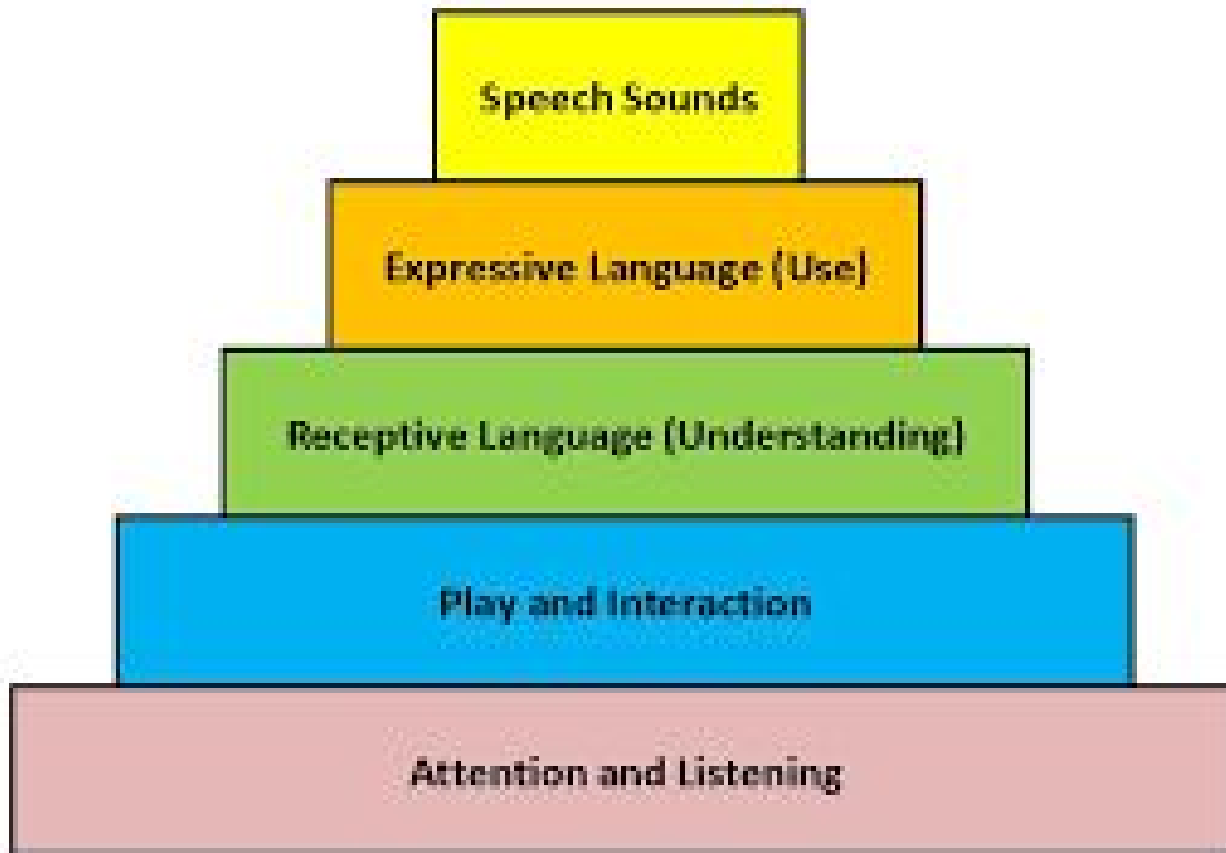 Speech Sounds
Expressive Language (Use)
Receptive Language (Understanding)
Play and Interaction
Attention and Listening